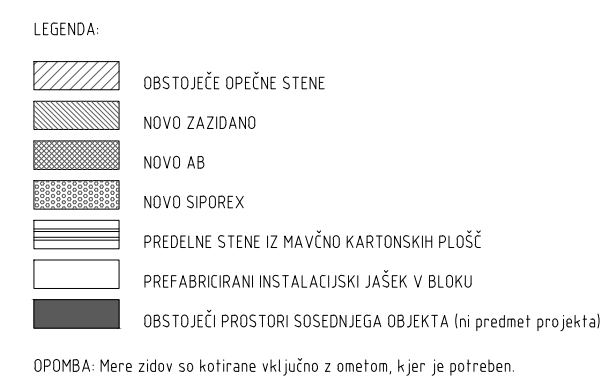 LEGENDA:
OBSTOJEČE OPEČNE STENE
NOVO ZAZIDANO
NOVO AB
NOVO SIPOREX
PREDELNE STENE IZ MAVČNO KARTONSKIH PLOŠČ
PREFABRICIRANI INSTALACIJSKI JAŠEK V BLOKU
OBSTOJEČI PROSTORI SOSEDNJEGA OBJEKTA (ni predmet projekta)
OPOMBA: Mere zidov so kotirane vključno z ometom, kjer je potreben.